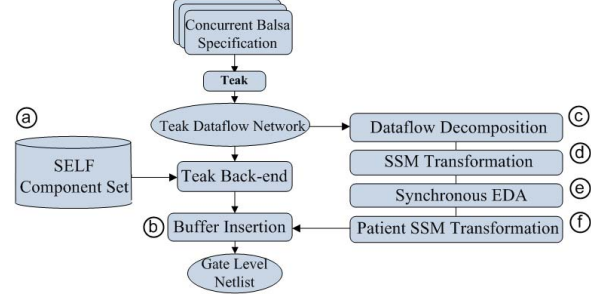 Concurrent Balsa
Specification
Teak
a
Teak Dataflow Network
Dataflow Decomposition
c
SELF
Component Set
Teak Back-end
SSM Transformation
d
Synchronous EDA
e
b
Buffer Insertion
Patient SSM Transformation
f
Gate Level
Netlist